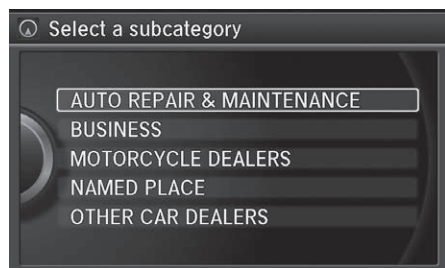 Select a subcategory
AUTO REPAIR & MAINTENANCE
BUSINESS
MOTORCYCLE DEALERS
NAMED PLACE
OTHER CAR DEALERS